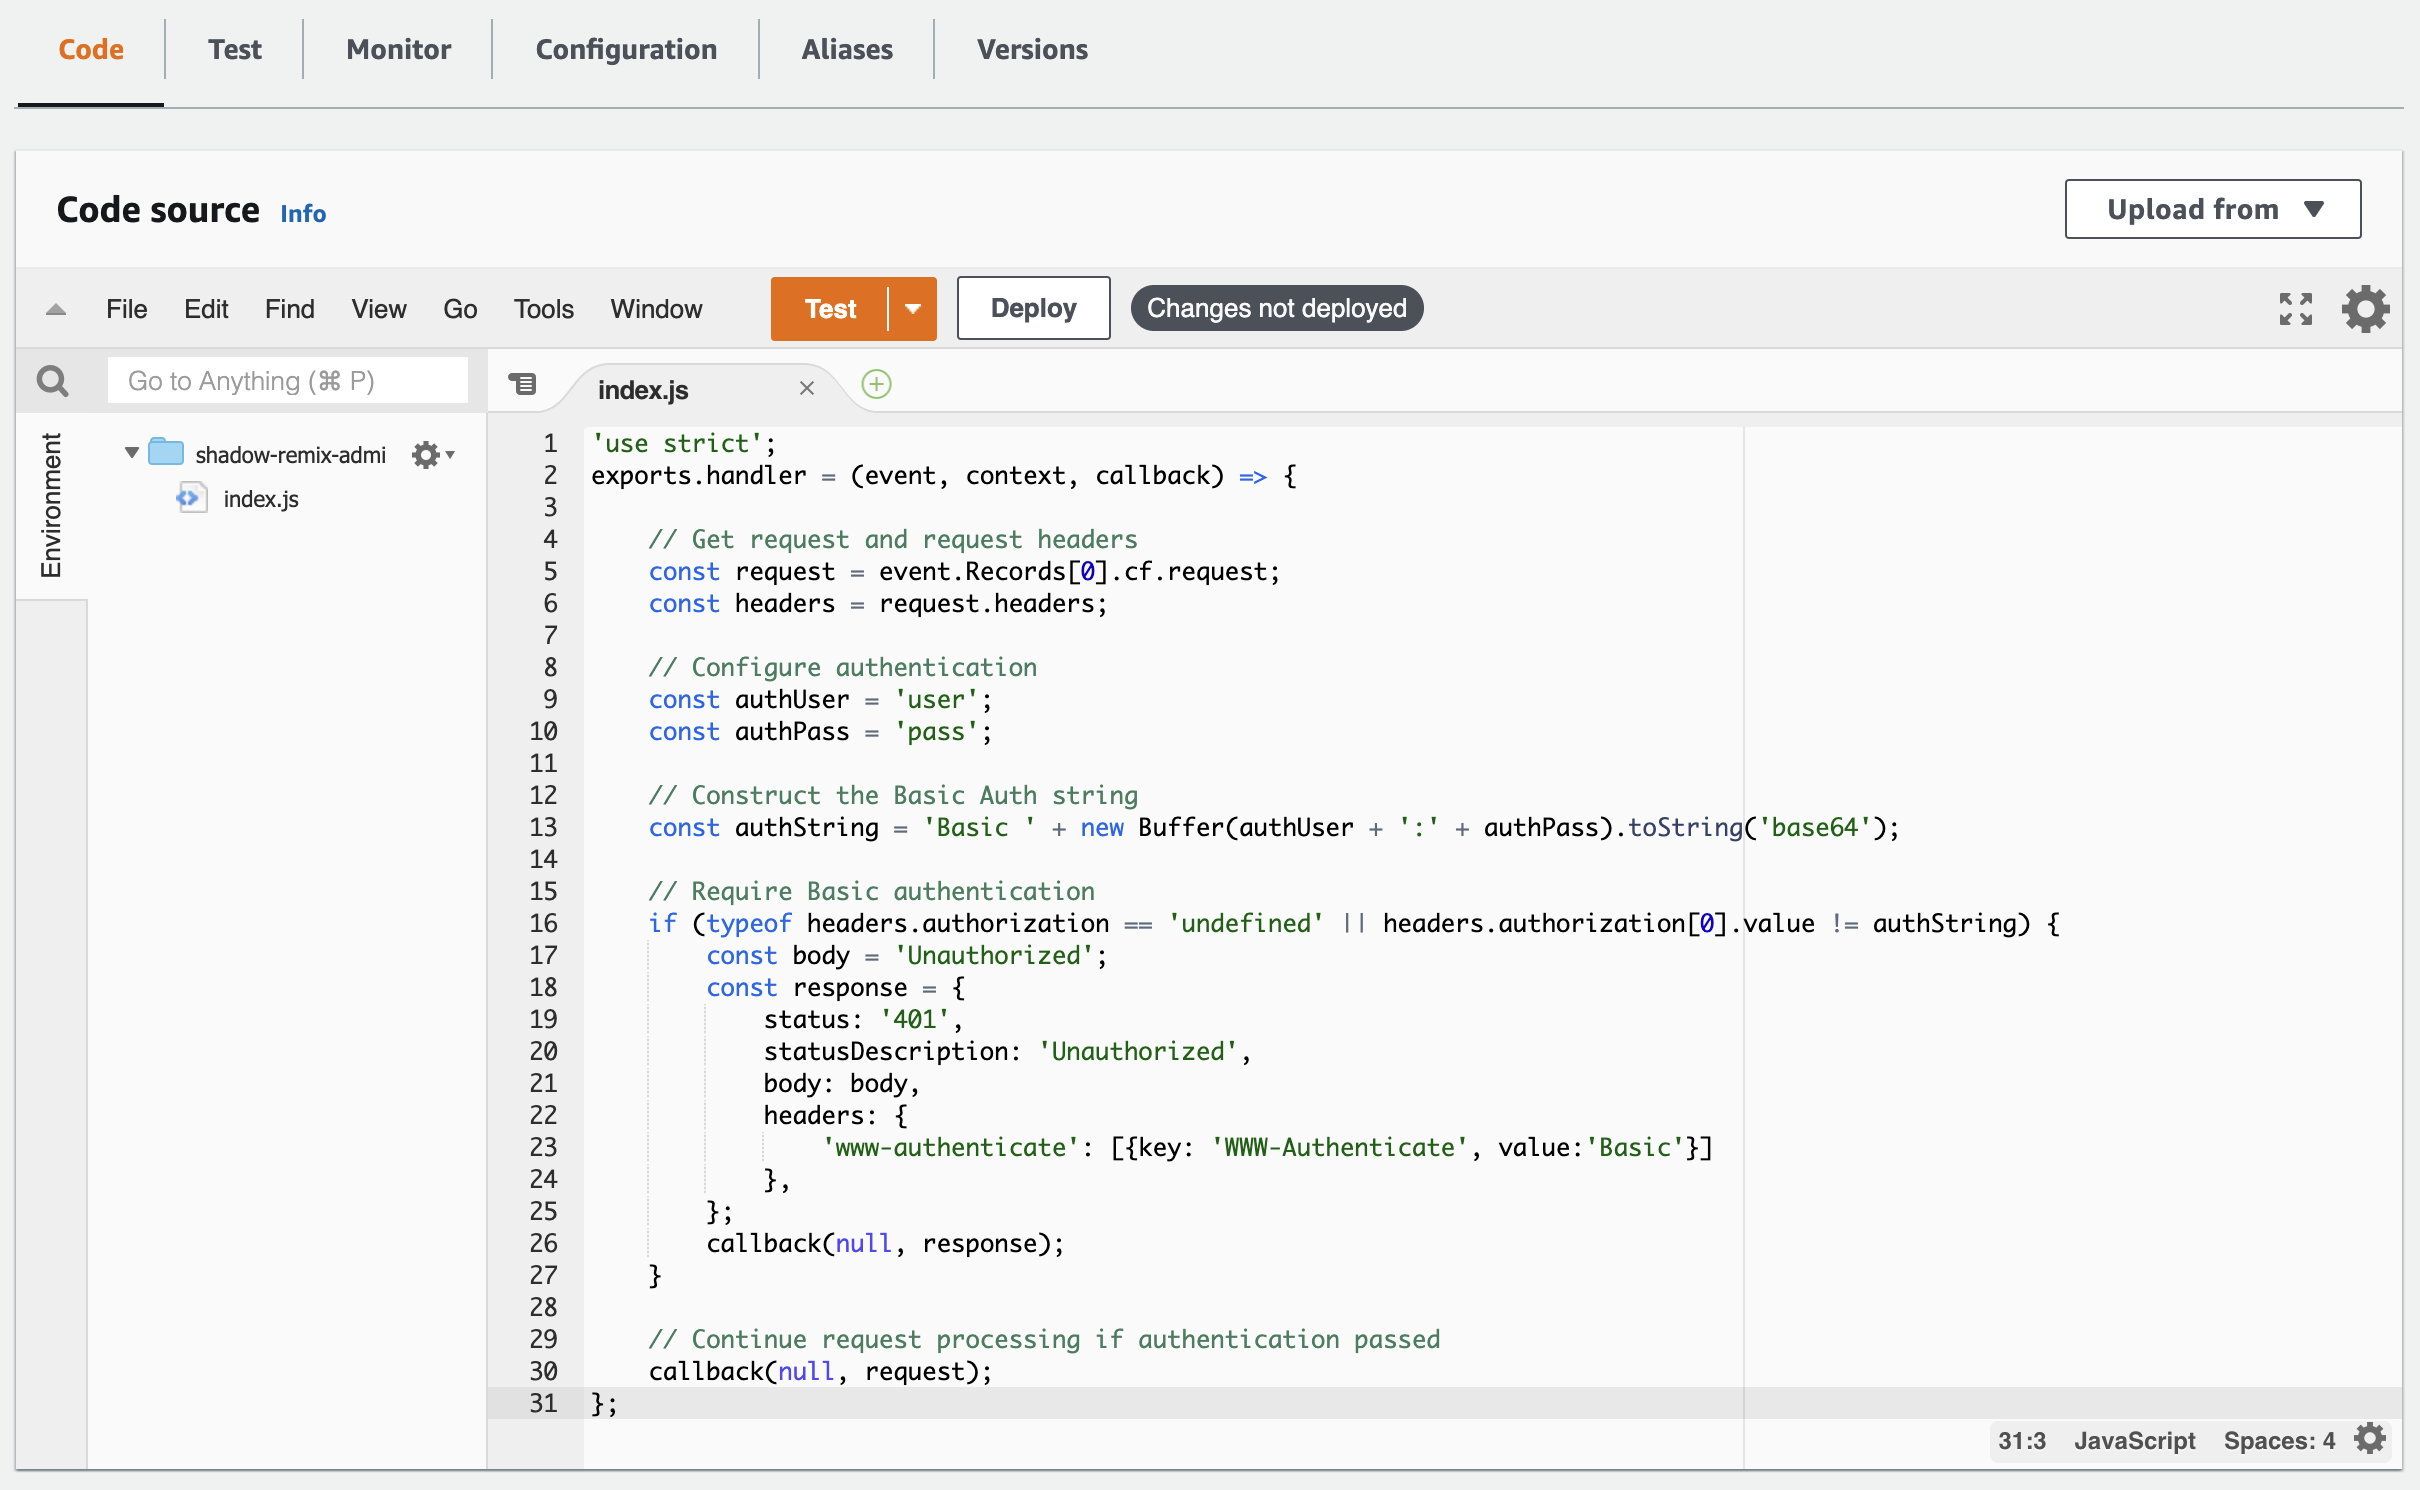 Code Test Monitor Configuration Aliases Versions
Code source Info
Upload from
File Edit Find View Go Tools Window Test Deploy Changes not deployed
Go to Anything (⌘ P)
index.js
Environment
shadow-remix-admi
index.js
1 'use strict';
2 exports.handler = (event, context, callback) => {
3
4     // Get request and request headers
5     const request = event.Records[0].cf.request;
6     const headers = request.headers;
7
8     // Configure authentication
9     const authUser = 'user';
10     const authPass = 'pass';
11
12     // Construct the Basic Auth string
13     const authString = 'Basic ' + new Buffer(authUser + ':' + authPass).toString('base64');
14
15     // Require Basic authentication
16     if (typeof headers.authorization == 'undefined' || headers.authorization[0].value != authString) {
17         const body = 'Unauthorized';
18         const response = {
19             status: '401',
20             statusDescription: 'Unauthorized',
21             body: body,
22             headers: {
23                 'www-authenticate': [{key: 'WWW-Authenticate', value:'Basic'}]
24             },
25         };
26         callback(null, response);
27     }
28
29     // Continue request processing if authentication passed
30     callback(null, request);
31 };
31:3 JavaScript Spaces: 4